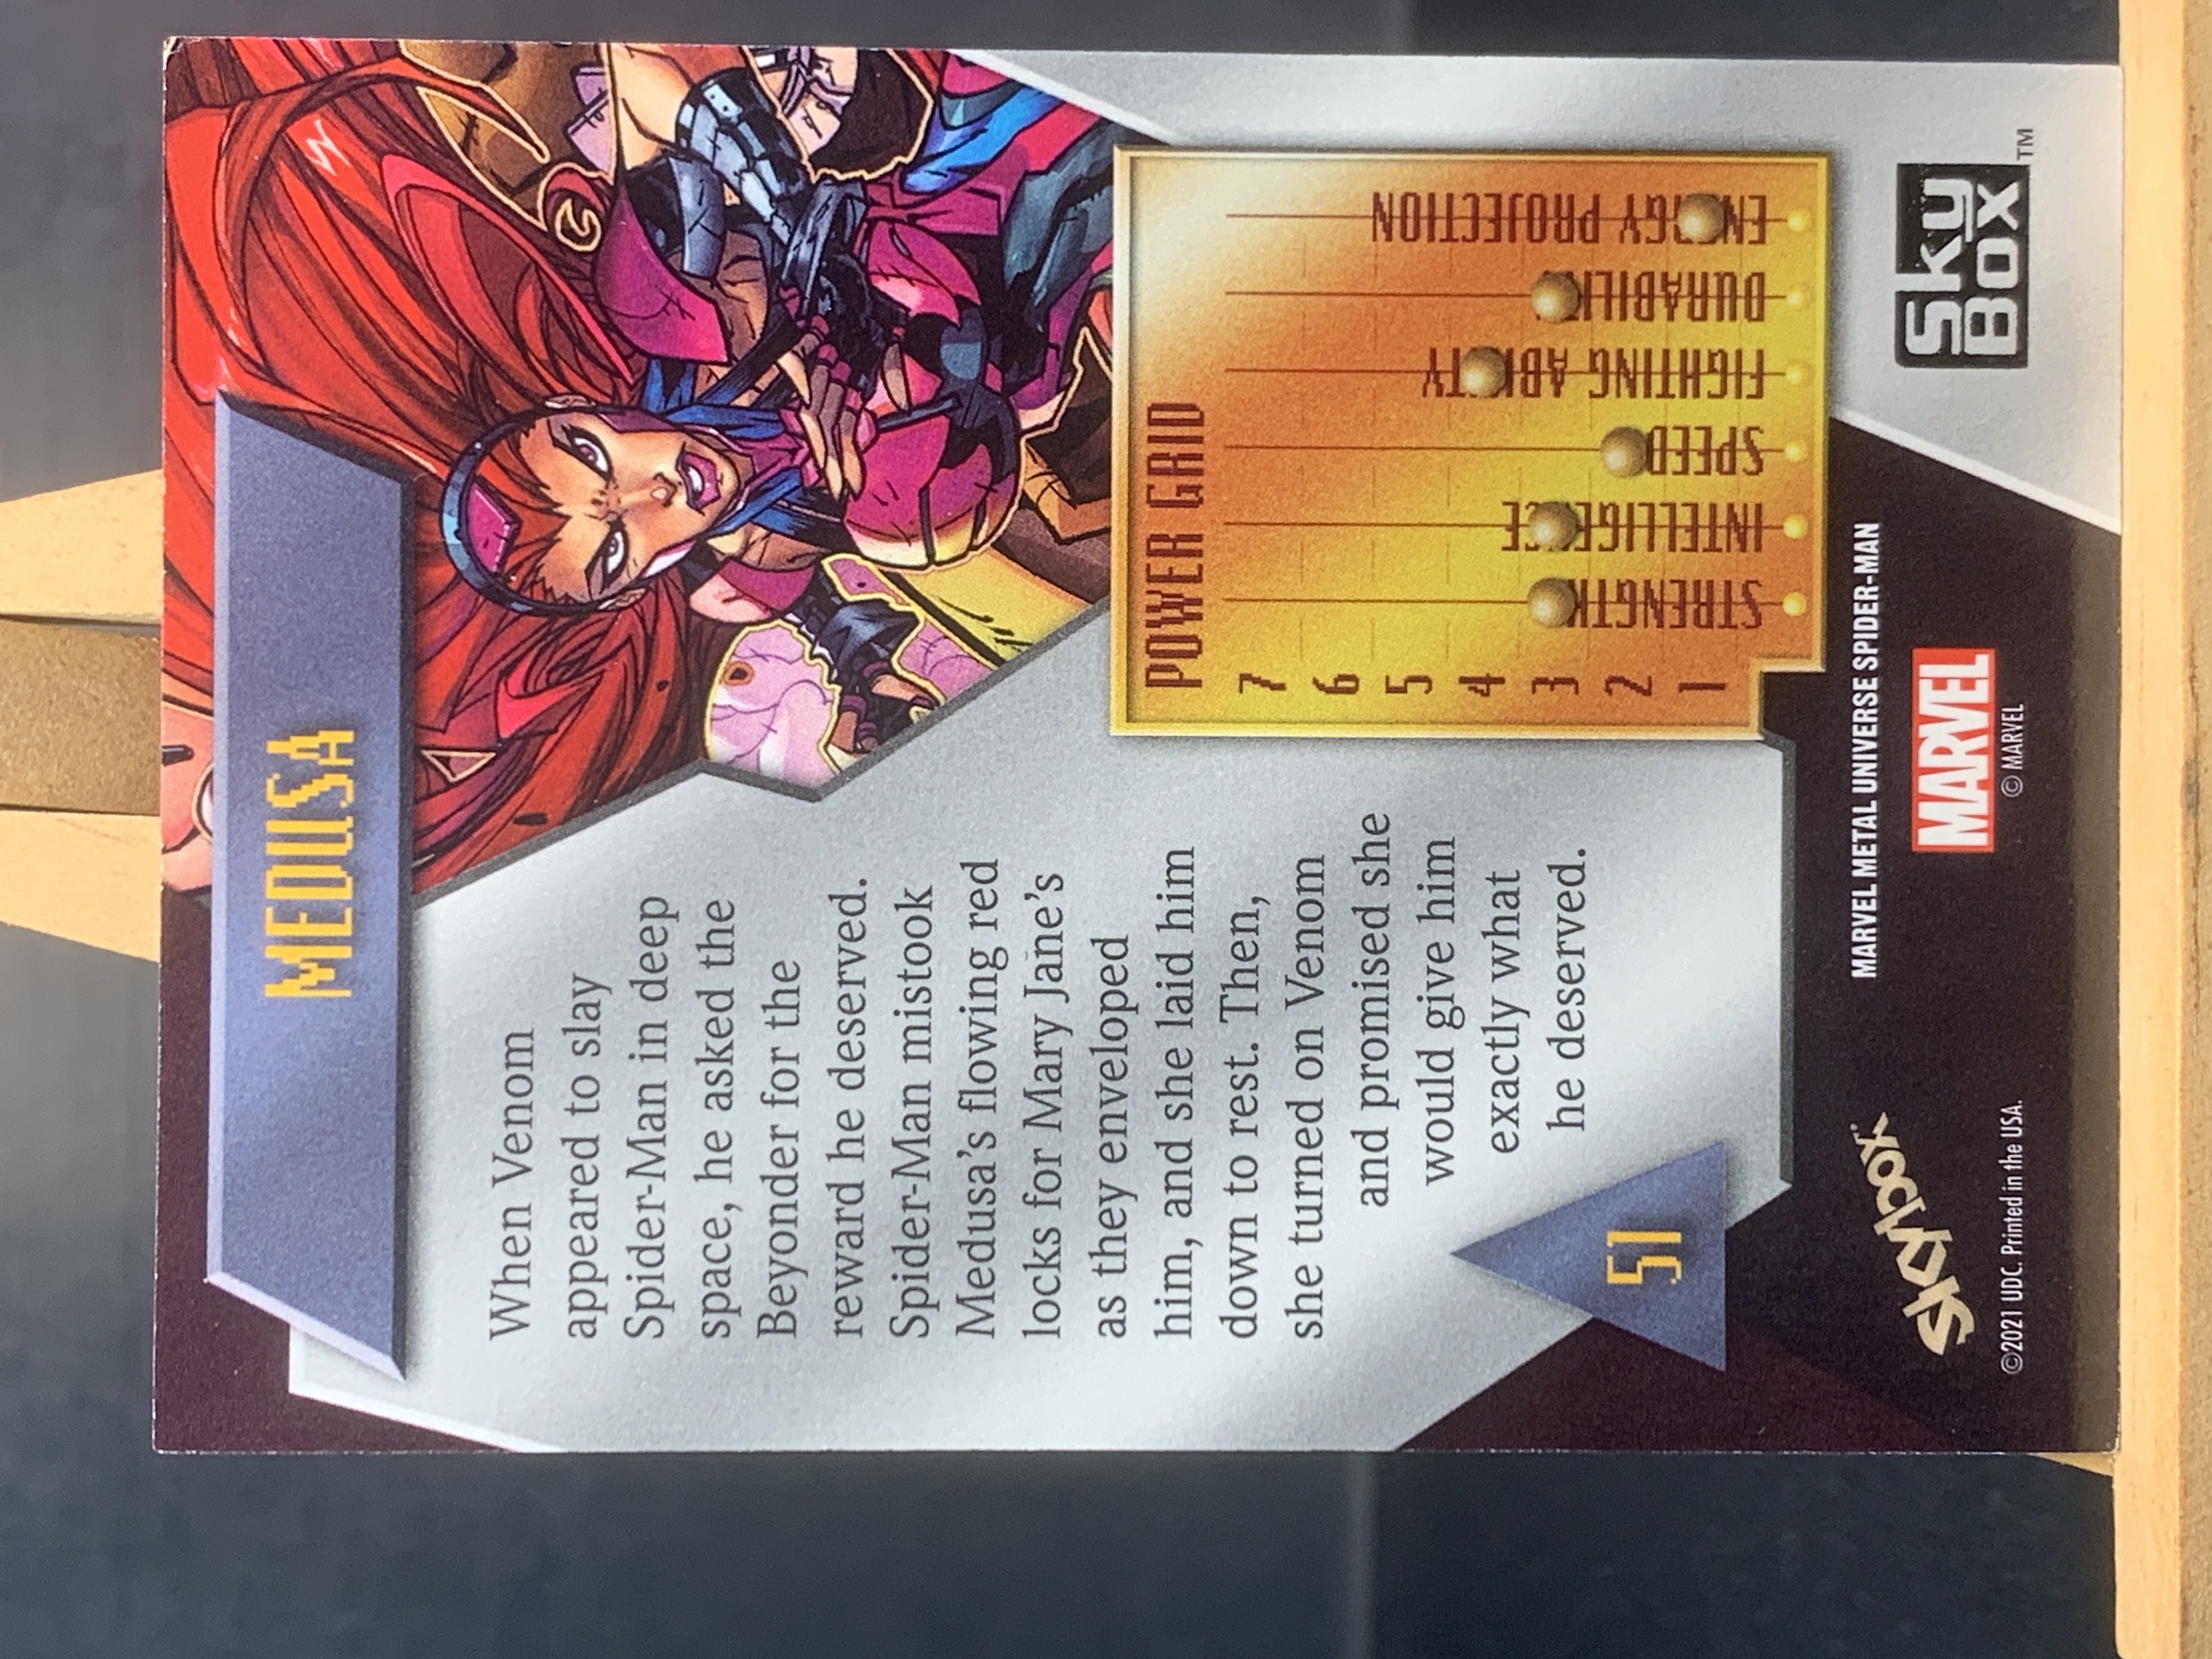 MEDUSA
When Venom
appeared to slay
Spider-Man in deep
space, he asked the
Beyonder for the
reward he deserved.
Spider-Man mistook
Medusa's flowing red
locks for Mary Jane's
as they enveloped
him, and she laid him
down to rest. Then,
she turned on Venom
and promised she
would give him
exactly what
he deserved.
51
POWER GRID
7
6
5
4
3
2
1
STRENGTH
INTELLIGENCE
SPEED
FIGHTING ABILITY
DURABILITY
ENERGY PROJECTION
MARVEL METAL UNIVERSE SPIDER-MAN
SKYBOX
©2021 UDC. Printed in the USA.
MARVEL
© MARVEL
Sky
Box™